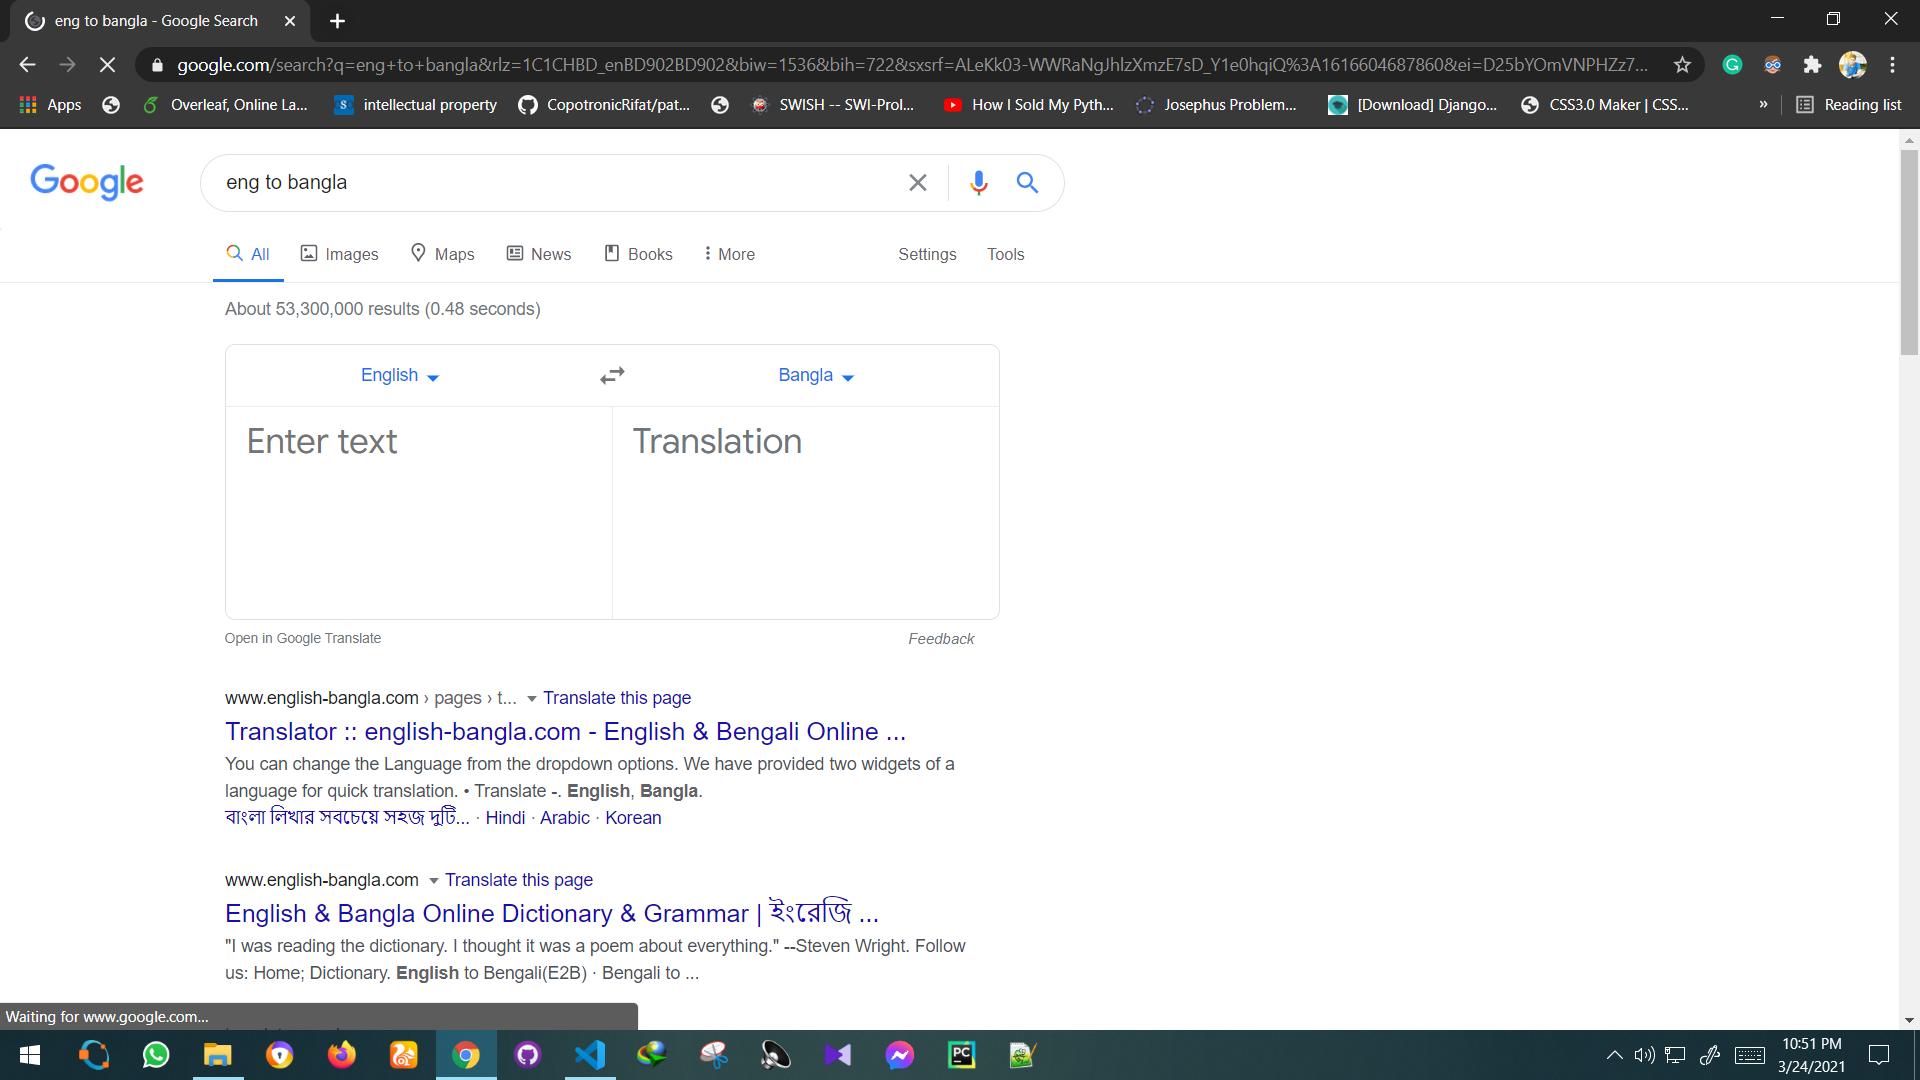 eng to bangla - Google Search
google.com/search?q=eng+to+bangla&rlz=1C1CHBD_enBD902BD902&biw=1536&bih=722&sxsrf=ALeKk03-WWRaNgJhlzXmzE7sD_Y1e0hqiQ%3A1616604687860&ei=D25bYOmVNPHZz7...
Apps Overleaf, Online La... intellectual property CopotronicRifat/pat... SWISH -- SWI-Prol... How I Sold My Pyth... Josephus Problem... [Download] Django... CSS3.0 Maker | CSS... » Reading list
Google eng to bangla
All Images Maps News Books More Settings Tools
About 53,300,000 results (0.48 seconds)
English Bangla
Enter text Translation
Open in Google Translate Feedback
www.english-bangla.com › pages › t... Translate this page
Translator :: english-bangla.com - English & Bengali Online ...
You can change the Language from the dropdown options. We have provided two widgets of a
language for quick translation. • Translate -. English, Bangla.
বাংলা লিখার সবচেয়ে সহজ দুটি... · Hindi · Arabic · Korean
www.english-bangla.com Translate this page
English & Bangla Online Dictionary & Grammar | ইংরেজি ...
"I was reading the dictionary. I thought it was a poem about everything." --Steven Wright. Follow
us: Home; Dictionary. English to Bengali(E2B) · Bengali to ...
Waiting for www.google.com...
10:51 PM
3/24/2021